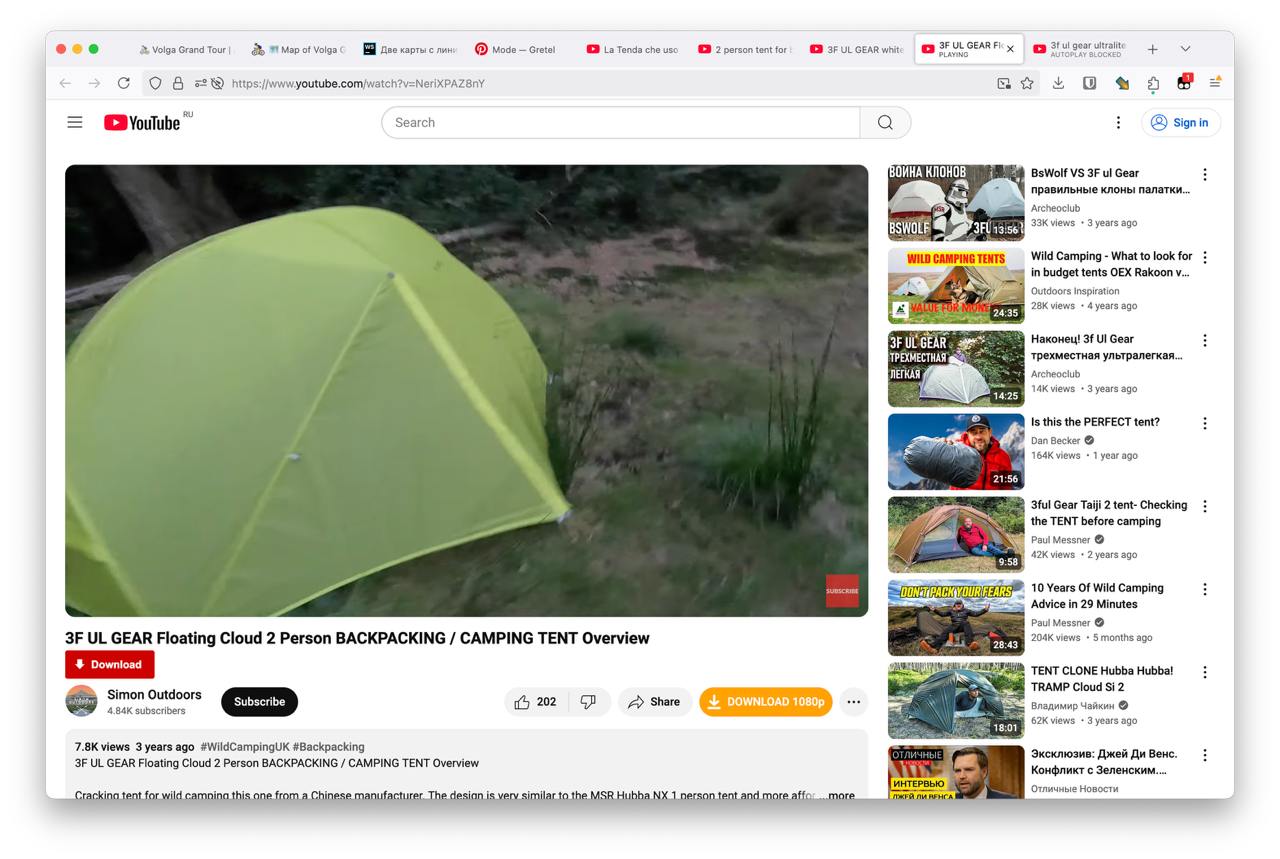 Volga Grand Tour |
Map of Volga G
WS
Две карты с лини
Mode — Gretel
La Tenda che uso
2 person tent for b
3F UL GEAR white
3F UL GEAR Flo
PLAYING
3f ul gear ultralite
AUTOPLAY BLOCKED
https://www.youtube.com/watch?v=NeriXPAZ8nY
1
YouTube RU
Search
Sign in
SUBSCRIBE
3F UL GEAR Floating Cloud 2 Person BACKPACKING / CAMPING TENT Overview
Download
Simon Outdoors
4.84K subscribers
Subscribe
202
Share
DOWNLOAD 1080p
7.8K views 3 years ago #WildCampingUK #Backpacking
3F UL GEAR Floating Cloud 2 Person BACKPACKING / CAMPING TENT Overview
ВОЙНА КЛОНОВ
BSWOLF
13:56
BsWolf VS 3F ul Gear
правильные клоны палатки...
Archeoclub
33K views • 3 years ago
WILD CAMPING TENTS
VALUE FOR MONEY
24:35
Wild Camping - What to look for
in budget tents OEX Rakoon v...
Outdoors Inspiration
28K views • 4 years ago
3F UL GEAR
ТРЕХМЕСТНАЯ
ЛЕГКАЯ
14:25
Наконец! 3f Ul Gear
трехместная ультралегкая...
Archeoclub
14K views • 3 years ago
21:56
Is this the PERFECT tent?
Dan Becker
164K views • 1 year ago
9:58
3ful Gear Taiji 2 tent- Checking
the TENT before camping
Paul Messner
42K views • 2 years ago
DON'T PACK YOUR FEARS
28:43
10 Years Of Wild Camping
Advice in 29 Minutes
Paul Messner
204K views • 5 months ago
18:01
TENT CLONE Hubba Hubba!
TRAMP Cloud Si 2
Владимир Чайкин
62K views • 3 years ago
ОТЛИЧНЫЕ
НОВОСТИ
ИНТЕРВЬЮ
ДЖЕЙ ДИ ВЕНСА
Эксклюзив: Джей Ди Венс.
Конфликт с Зеленским....
Отличные Новости
Cracking tent for wild camping. One from a Chinese manufacturer. The design is very similar to the MSR Hubba NX 1 person tent and more affor ...more